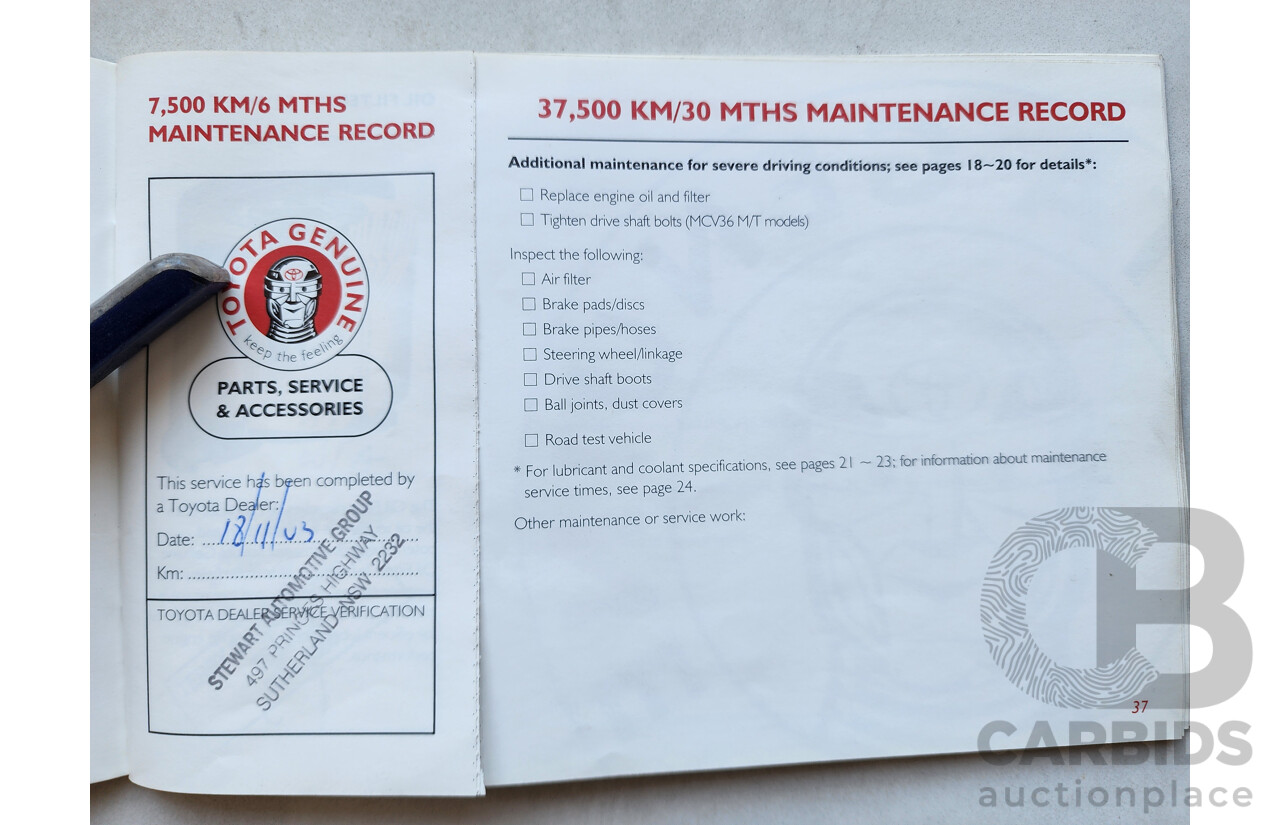 7,500 KM/6 MTHS
MAINTENANCE RECORD
TOYOTA GENUINE
keep the feeling
PARTS, SERVICE
& ACCESSORIES
This service has been completed by
a Toyota Dealer:
Date: 18/11/03
Km:
TOYOTA DEALER SERVICE VERIFICATION
STEWART AUTOMOTIVE GROUP
497 PRINCES HIGHWAY
SUTHERLAND NSW 2232
37,500 KM/30 MTHS MAINTENANCE RECORD
Additional maintenance for severe driving conditions; see pages 18~20 for details*:
Replace engine oil and filter
Tighten drive shaft bolts (MCV36 M/T models)
Inspect the following:
Air filter
Brake pads/discs
Brake pipes/hoses
Steering wheel/linkage
Drive shaft boots
Ball joints, dust covers
Road test vehicle
* For lubricant and coolant specifications, see pages 21 ~ 23; for information about maintenance
service times, see page 24.
Other maintenance or service work:
37
CB
CARBIDS
auctionplace